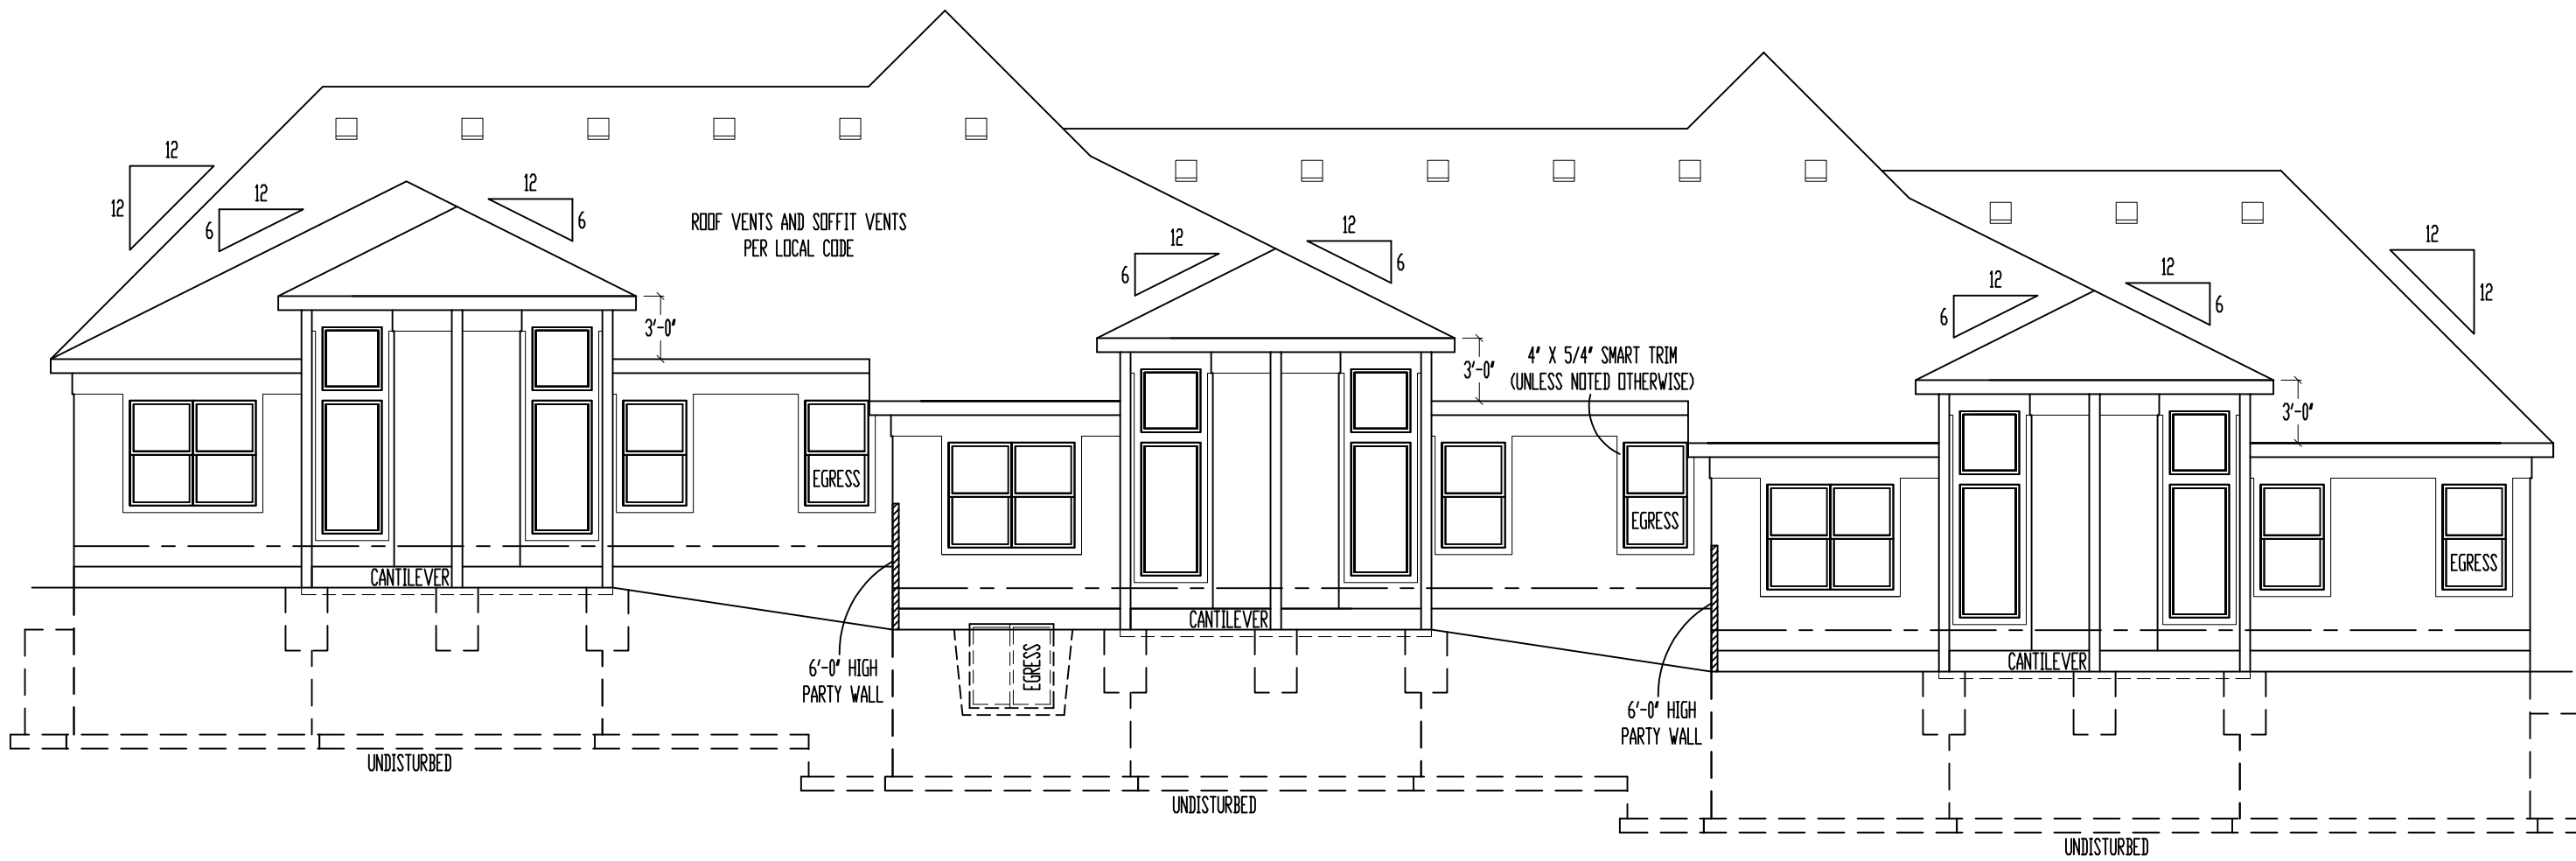 12
12
12
6
12
6
ROOF VENTS AND SOFFIT VENTS
PER LOCAL CODE
3'-0"
EGRESS
CANTILEVER
6'-0" HIGH
PARTY WALL
UNDISTURBED
12
6
12
6
3'-0"
4" X 5/4" SMART TRIM
(UNLESS NOTED OTHERWISE)
EGRESS
CANTILEVER
EGRESS
6'-0" HIGH
PARTY WALL
UNDISTURBED
12
6
12
6
12
12
3'-0"
EGRESS
CANTILEVER
UNDISTURBED